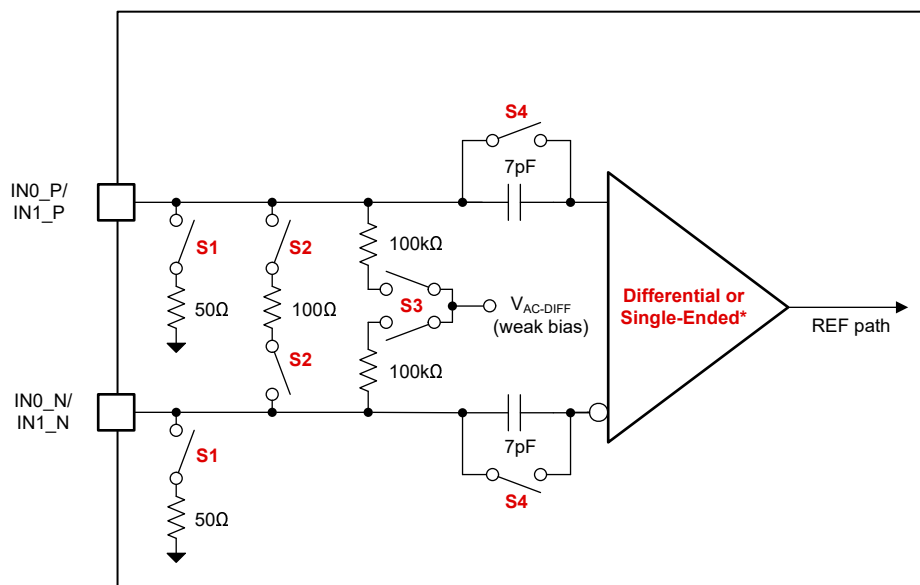 S4
7pF
IN0_P/
IN1_P
S1
S2
100kΩ
50Ω
100Ω
S3
VAC-DIFF
(weak bias)
Differential or
Single-Ended*
REF path
S2
100kΩ
IN0_N/
IN1_N
7pF
S1
S4
50Ω